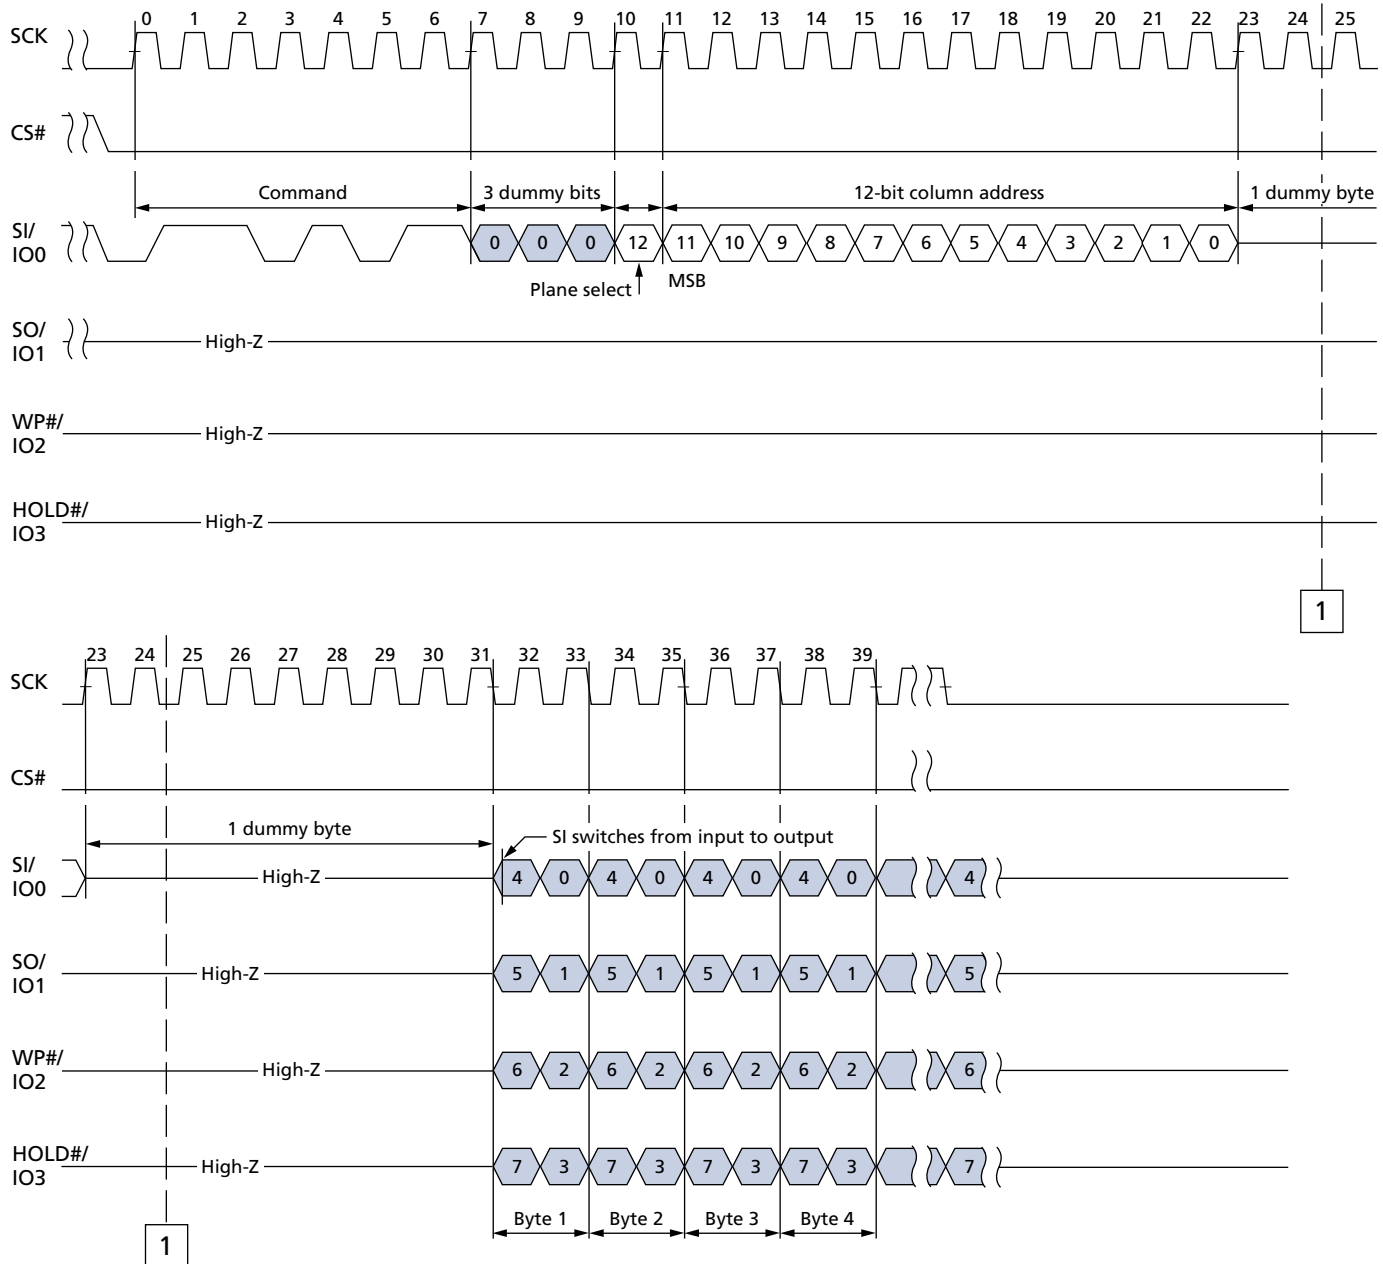 0 1 2 3 4 5 6 7 8 9 10 11 12 13 14 15 16 17 18 19 20 21 22 23 24 25
SCK
CS#
Command 3 dummy bits 12-bit column address 1 dummy byte
SI/
IO0
0 0 0 12 11 10 9 8 7 6 5 4 3 2 1 0
Plane select MSB
SO/
IO1
High-Z
WP#/
IO2
High-Z
HOLD#/
IO3
High-Z
1
23 24 25 26 27 28 29 30 31 32 33 34 35 36 37 38 39
SCK
CS#
1 dummy byte
SI switches from input to output
SI/
IO0
High-Z 4 0 4 0 4 0 4 0 4
SO/
IO1
High-Z 5 1 5 1 5 1 5 1 5
WP#/
IO2
High-Z 6 2 6 2 6 2 6 2 6
HOLD#/
IO3
High-Z 7 3 7 3 7 3 7 3 7
Byte 1 Byte 2 Byte 3 Byte 4
1